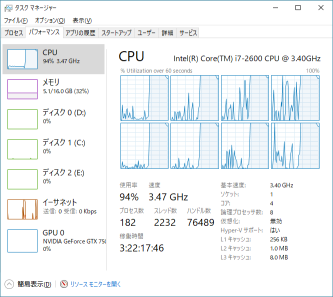 タスク マネージャー
ファイル(F) オプション(O) 表示(V)
プロセス パフォーマンス アプリの履歴 スタートアップ ユーザー 詳細 サービス
CPU
94% 3.47 GHz
メモリ
5.1/16.0 GB (32%)
ディスク 0 (D:)
0%
ディスク 1 (C:)
0%
ディスク 2 (E:)
0%
イーサネット
送信: 0 受信: 0 Kbps
GPU 0
NVIDIA GeForce GTX 750
0%
CPU
Intel(R) Core(TM) i7-2600 CPU @ 3.40GHz
% Utilization over 60 seconds
100%
使用率 速度
94% 3.47 GHz
プロセス数 スレッド数 ハンドル数
182 2232 76489
稼働時間
3:22:17:46
基本速度: 3.40 GHz
ソケット: 1
コア: 4
論理プロセッサ数: 8
仮想化: 無効
Hyper-V サポート: はい
L1 キャッシュ: 256 KB
L2 キャッシュ: 1.0 MB
L3 キャッシュ: 8.0 MB
簡易表示(D)
リソース モニターを開く